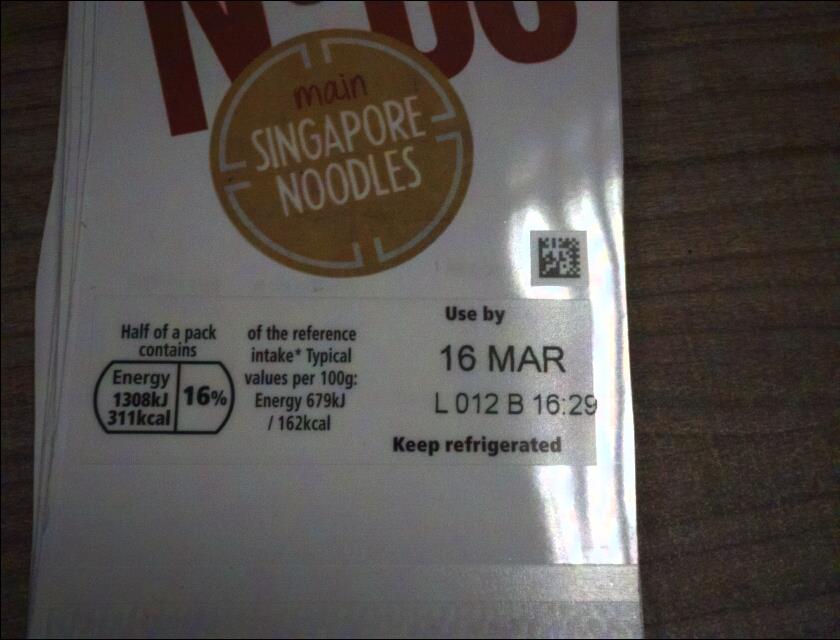 main
SINGAPORE
NOODLES
Half of a pack
contains
Energy
1308kJ
311kcal
16%
of the reference
intake* Typical
values per 100g:
Energy 679kJ
/ 162kcal
Use by
16 MAR
L 012 B 16:29
Keep refrigerated